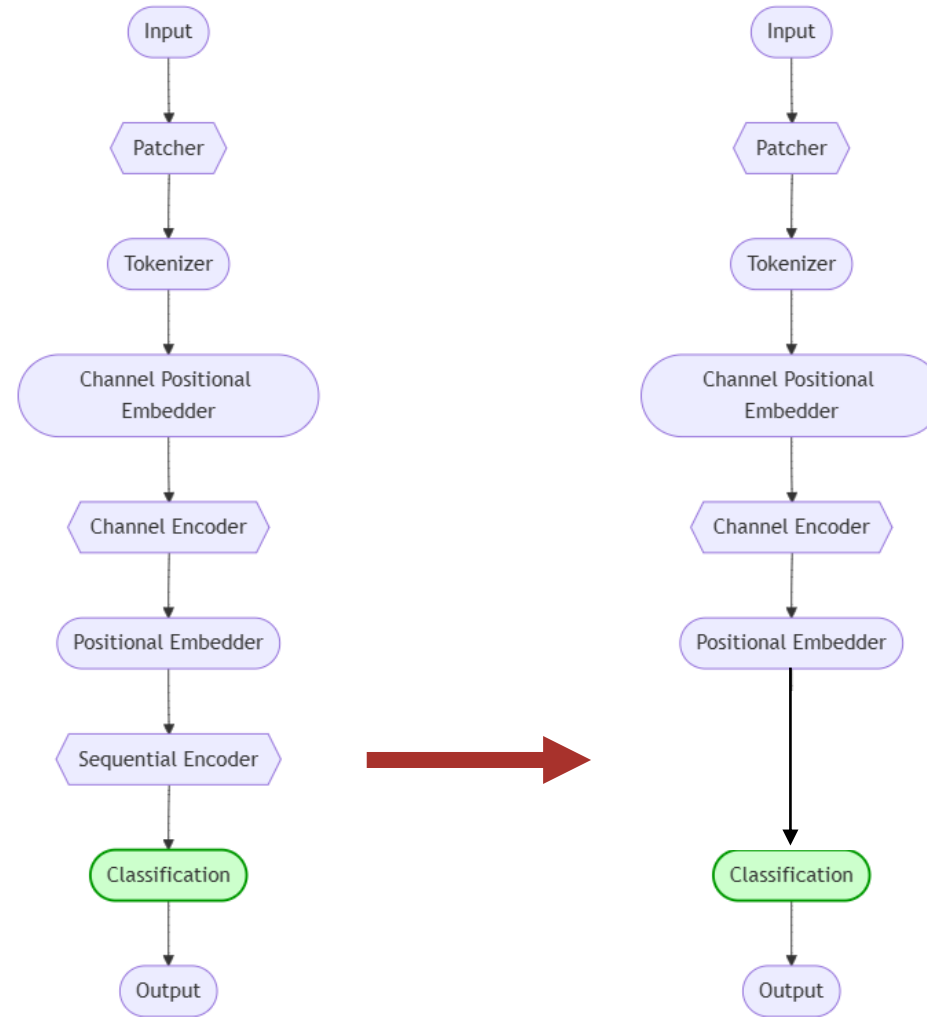 Input
Patcher
Tokenizer
Channel Positional
Embedder
Channel Encoder
Positional Embedder
Sequential Encoder
Classification
Output
Input
Patcher
Tokenizer
Channel Positional
Embedder
Channel Encoder
Positional Embedder
Classification
Output